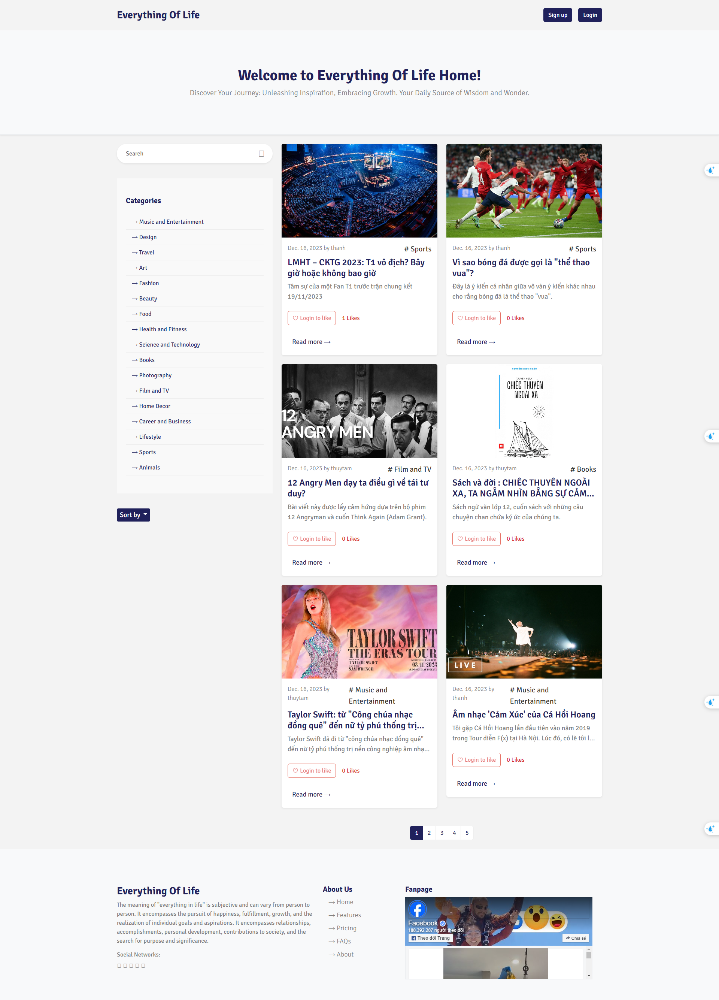 Everything Of Life
Sign up
Login
Welcome to Everything Of Life Home!
Discover Your Journey: Unleashing Inspiration, Embracing Growth. Your Daily Source of Wisdom and Wonder.
Search
Categories
→ Music and Entertainment
→ Design
→ Travel
→ Art
→ Fashion
→ Beauty
→ Food
→ Health and Fitness
→ Science and Technology
→ Books
→ Photography
→ Film and TV
→ Home Decor
→ Career and Business
→ Lifestyle
→ Sports
→ Animals
Sort by
Dec. 16, 2023 by thanh
# Sports
LMHT – CKTG 2023: T1 vô địch? Bây
giờ hoặc không bao giờ
Tâm sự của một Fan T1 trước trận chung kết
19/11/2023
Login to like
1 Likes
Read more →
Dec. 16, 2023 by thanh
# Sports
Vì sao bóng đá được gọi là "thể thao
vua"?
Đây là ý kiến cá nhân giữa vô vàn ý kiến khác nhau
cho rằng bóng đá là thể thao "vua".
Login to like
0 Likes
Read more →
12
ANGRY MEN
Dec. 16, 2023 by thuytam
# Film and TV
12 Angry Men dạy ta điều gì về tái tư
duy?
Bài viết này được lấy cảm hứng dựa trên bộ phim
12 Angryman và cuốn Think Again (Adam Grant).
Login to like
0 Likes
Read more →
NGUYỄN MINH CHÂU
TRUYỆN NGẮN
CHIẾC THUYỀN
NGOÀI XA
Dec. 16, 2023 by thuytam
# Books
Sách và đời : CHIẾC THUYỀN NGOÀI
XA, TA NGẮM NHÌN BẰNG SỰ CẢM...
Sách ngữ văn lớp 12, cuốn sách với những câu
chuyện chan chứa ký ức của chúng ta.
Login to like
0 Likes
Read more →
TAYLOR SWIFT
THE ERAS TOUR
TAYLOR SWIFT
SAM WRENCH
03 11 2023
Dec. 16, 2023 by
thuytam
# Music and
Entertainment
Taylor Swift: từ "Công chúa nhạc
đồng quê" đến nữ tỷ phú thống trị...
Taylor Swift đã đi từ "công chúa nhạc đồng quê"
đến nữ tỷ phú thống trị nền công nghiệp âm nhạ...
Login to like
0 Likes
Read more →
LIVE
Dec. 16, 2023 by
thanh
# Music and
Entertainment
Âm nhạc 'Cảm Xúc' của Cá Hồi Hoang
Tôi gặp Cá Hồi Hoang lần đầu tiên vào năm 2019
trong Tour diễn F(x) tại Hà Nội. Lúc đó, có lẽ tôi l...
Login to like
0 Likes
Read more →
1 2 3 4 5
Everything Of Life
The meaning of "everything in life" is subjective and can vary from person to
person. It encompasses the pursuit of happiness, fulfillment, growth, and the
realization of individual goals and aspirations. It encompasses relationships,
accomplishments, personal development, contributions to society, and the
search for purpose and significance.
Social Networks:
About Us
→ Home
→ Features
→ Pricing
→ FAQs
→ About
Fanpage
Facebook
188.392.287 người theo dõi
Theo dõi Trang
Chia sẻ